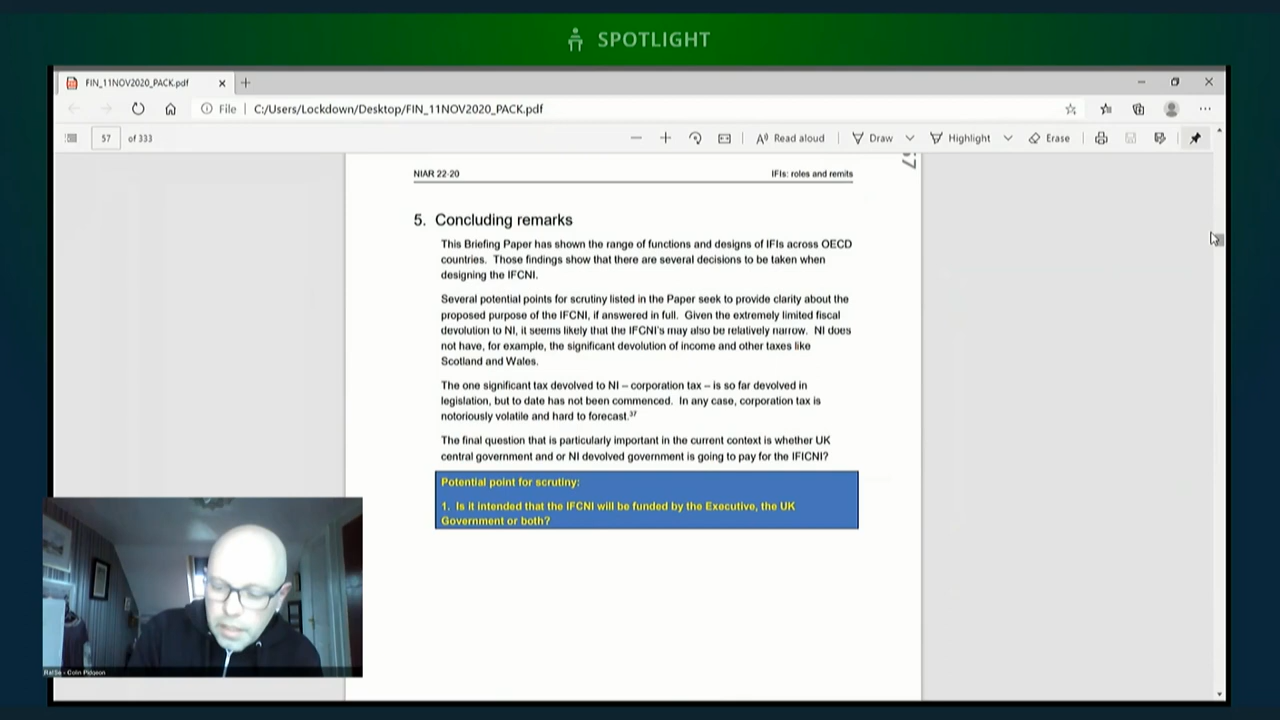 SPOTLIGHT
FIN_11NOV2020_PACK.pdf
File
C:/Users/Lockdown/Desktop/FIN_11NOV2020_PACK.pdf
57 of 333
Read aloud
Draw
Highlight
Erase
57
NIAR 22-20 IFIs: roles and remits
5. Concluding remarks
This Briefing Paper has shown the range of functions and designs of IFIs across OECD
countries. Those findings show that there are several decisions to be taken when
designing the IFCNI.
Several potential points for scrutiny listed in the Paper seek to provide clarity about the
proposed purpose of the IFCNI, if answered in full. Given the extremely limited fiscal
devolution to NI, it seems likely that the IFCNI's may also be relatively narrow. NI does
not have, for example, the significant devolution of income and other taxes like
Scotland and Wales.
The one significant tax devolved to NI – corporation tax – is so far devolved in
legislation, but to date has not been commenced. In any case, corporation tax is
notoriously volatile and hard to forecast.37
The final question that is particularly important in the current context is whether UK
central government and or NI devolved government is going to pay for the IFICNI?
Potential point for scrutiny:
1. Is it intended that the IFCNI will be funded by the Executive, the UK
Government or both?
RaISe - Colin Pidgeon